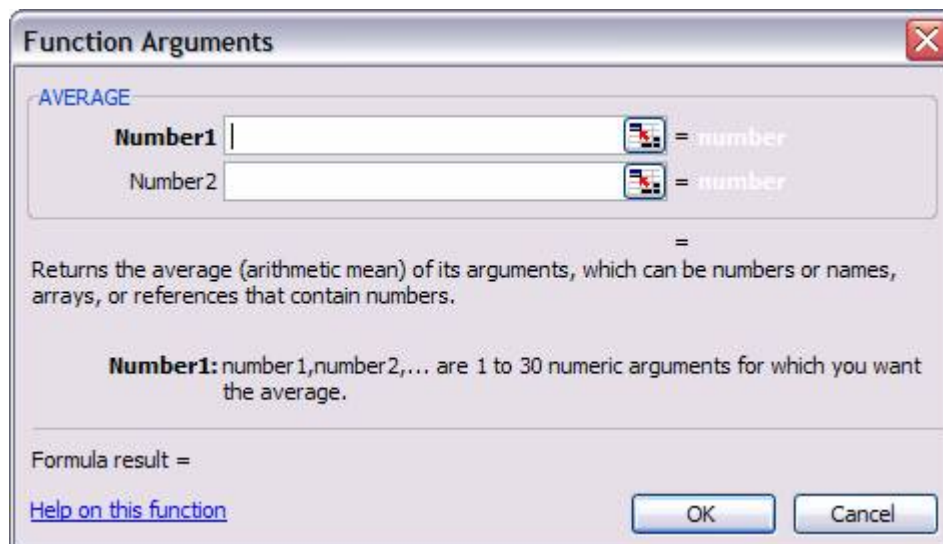 Function Arguments
AVERAGE
Number1 = number
Number2 = number
=
Returns the average (arithmetic mean) of its arguments, which can be numbers or names,
arrays, or references that contain numbers.
Number1: number1,number2,... are 1 to 30 numeric arguments for which you want
the average.
Formula result =
Help on this function
OK Cancel